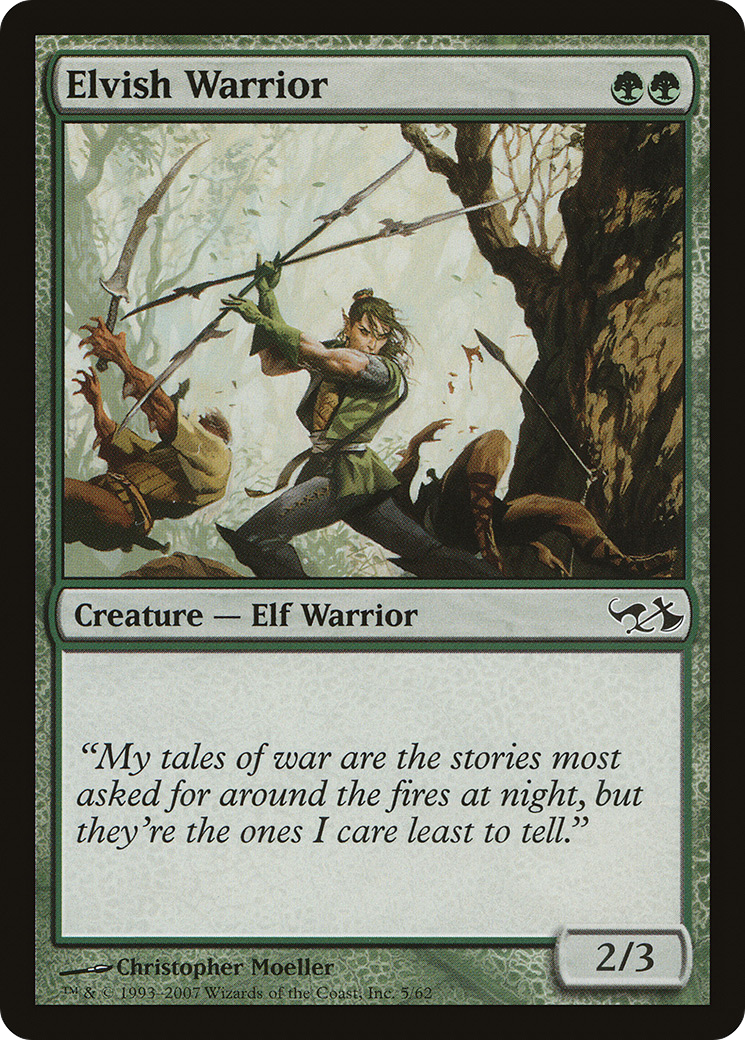 Elvish Warrior
Creature — Elf Warrior
“My tales of war are the stories most
asked for around the fires at night, but
they’re the ones I care least to tell.”
2/3
Christopher Moeller
™ & © 1993–2007 Wizards of the Coast, Inc. 5/62